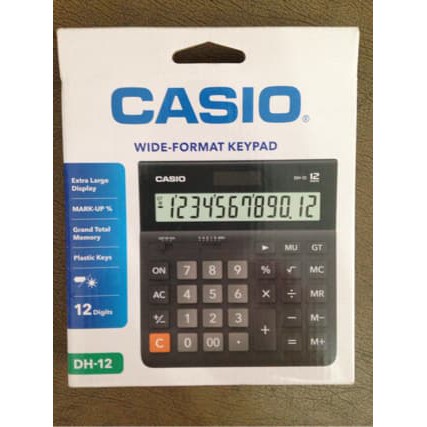 CASIO®
WIDE-FORMAT KEYPAD
Extra Large
Display
MARK-UP %
Grand Total
Memory
Plastic Keys
12 Digits
DH-12
CASIO
DH-12 12
1234567890.12
▶ MU GT
ON 7 8 9 % √ MC
AC 4 5 6 × ÷ MR
+/- 1 2 3 + − M−
C 0 00 · = M+